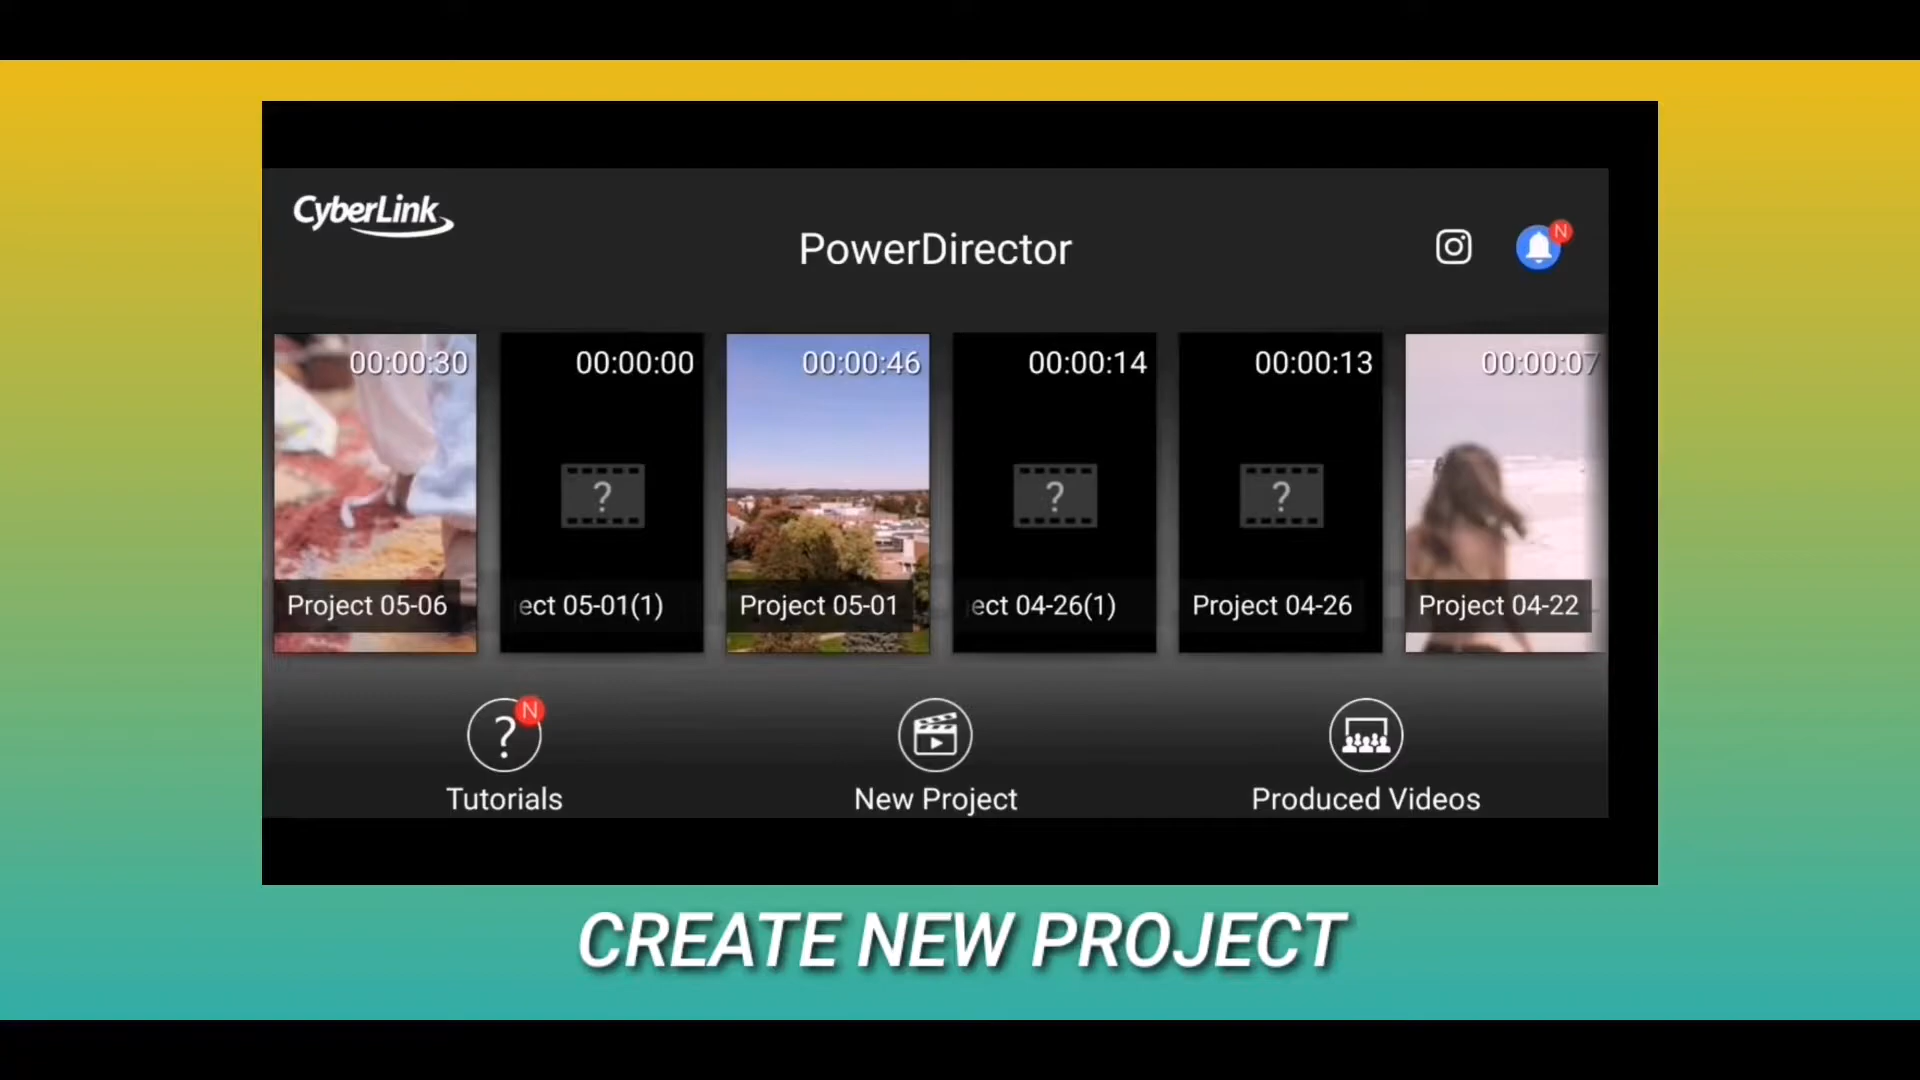 CyberLink
PowerDirector
N
00:00:30
00:00:00
00:00:46
00:00:14
00:00:13
00:00:07
?
?
?
Project 05-06
ect 05-01(1)
Project 05-01
ect 04-26(1)
Project 04-26
Project 04-22
?
N
Tutorials
New Project
Produced Videos
CREATE NEW PROJECT